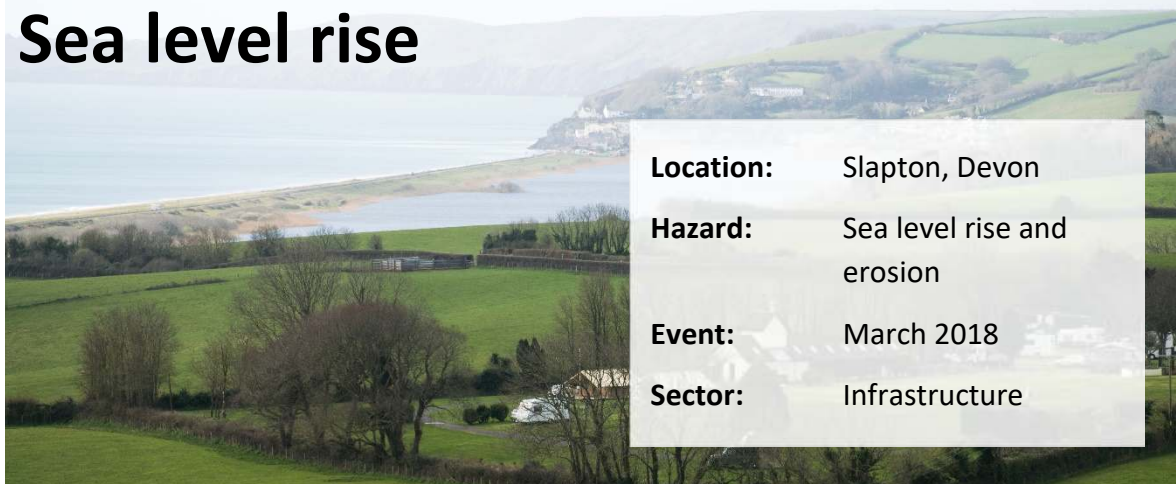 Sea level rise
Location: Slapton, Devon
Hazard: Sea level rise and
erosion
Event: March 2018
Sector: Infrastructure